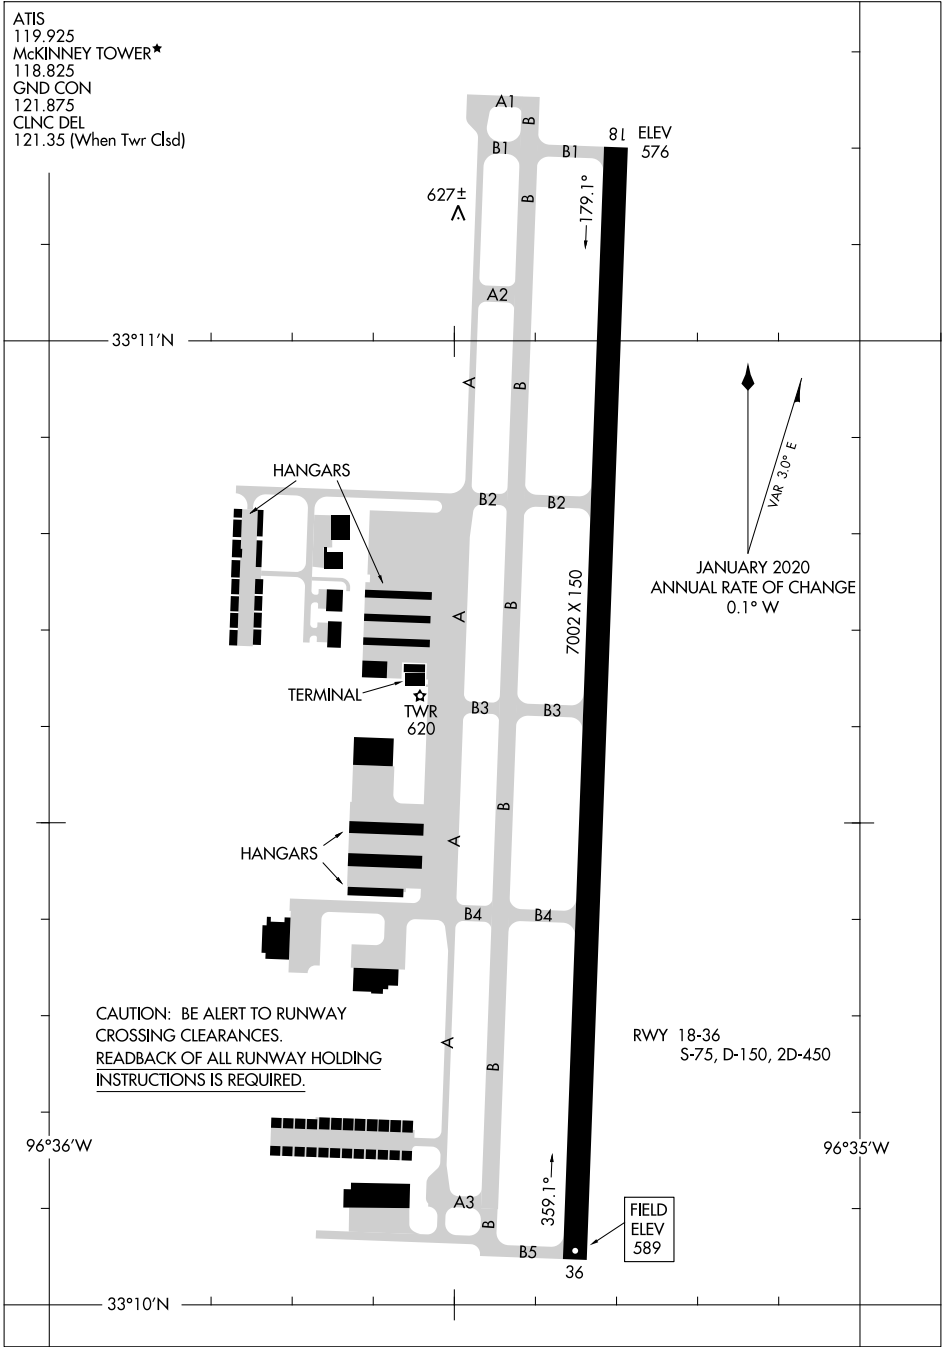 ATIS
119.925
McKINNEY TOWER★
118.825
GND CON
121.875
CLNC DEL
121.35 (When Twr Clsd)
A1
B
B1
B1
18
ELEV
576
627±
B
179.1°
A2
33°11'N
A
B
VAR 3.0° E
HANGARS
B2
B2
JANUARY 2020
ANNUAL RATE OF CHANGE
0.1° W
7002 X 150
A
B
TERMINAL
TWR
620
B3
B3
B
A
HANGARS
B4
B4
CAUTION: BE ALERT TO RUNWAY
CROSSING CLEARANCES.
READBACK OF ALL RUNWAY HOLDING
INSTRUCTIONS IS REQUIRED.
A
B
RWY 18-36
S-75, D-150, 2D-450
96°36'W
96°35'W
359.1°
A3
B
FIELD
ELEV
589
B5
36
33°10'N